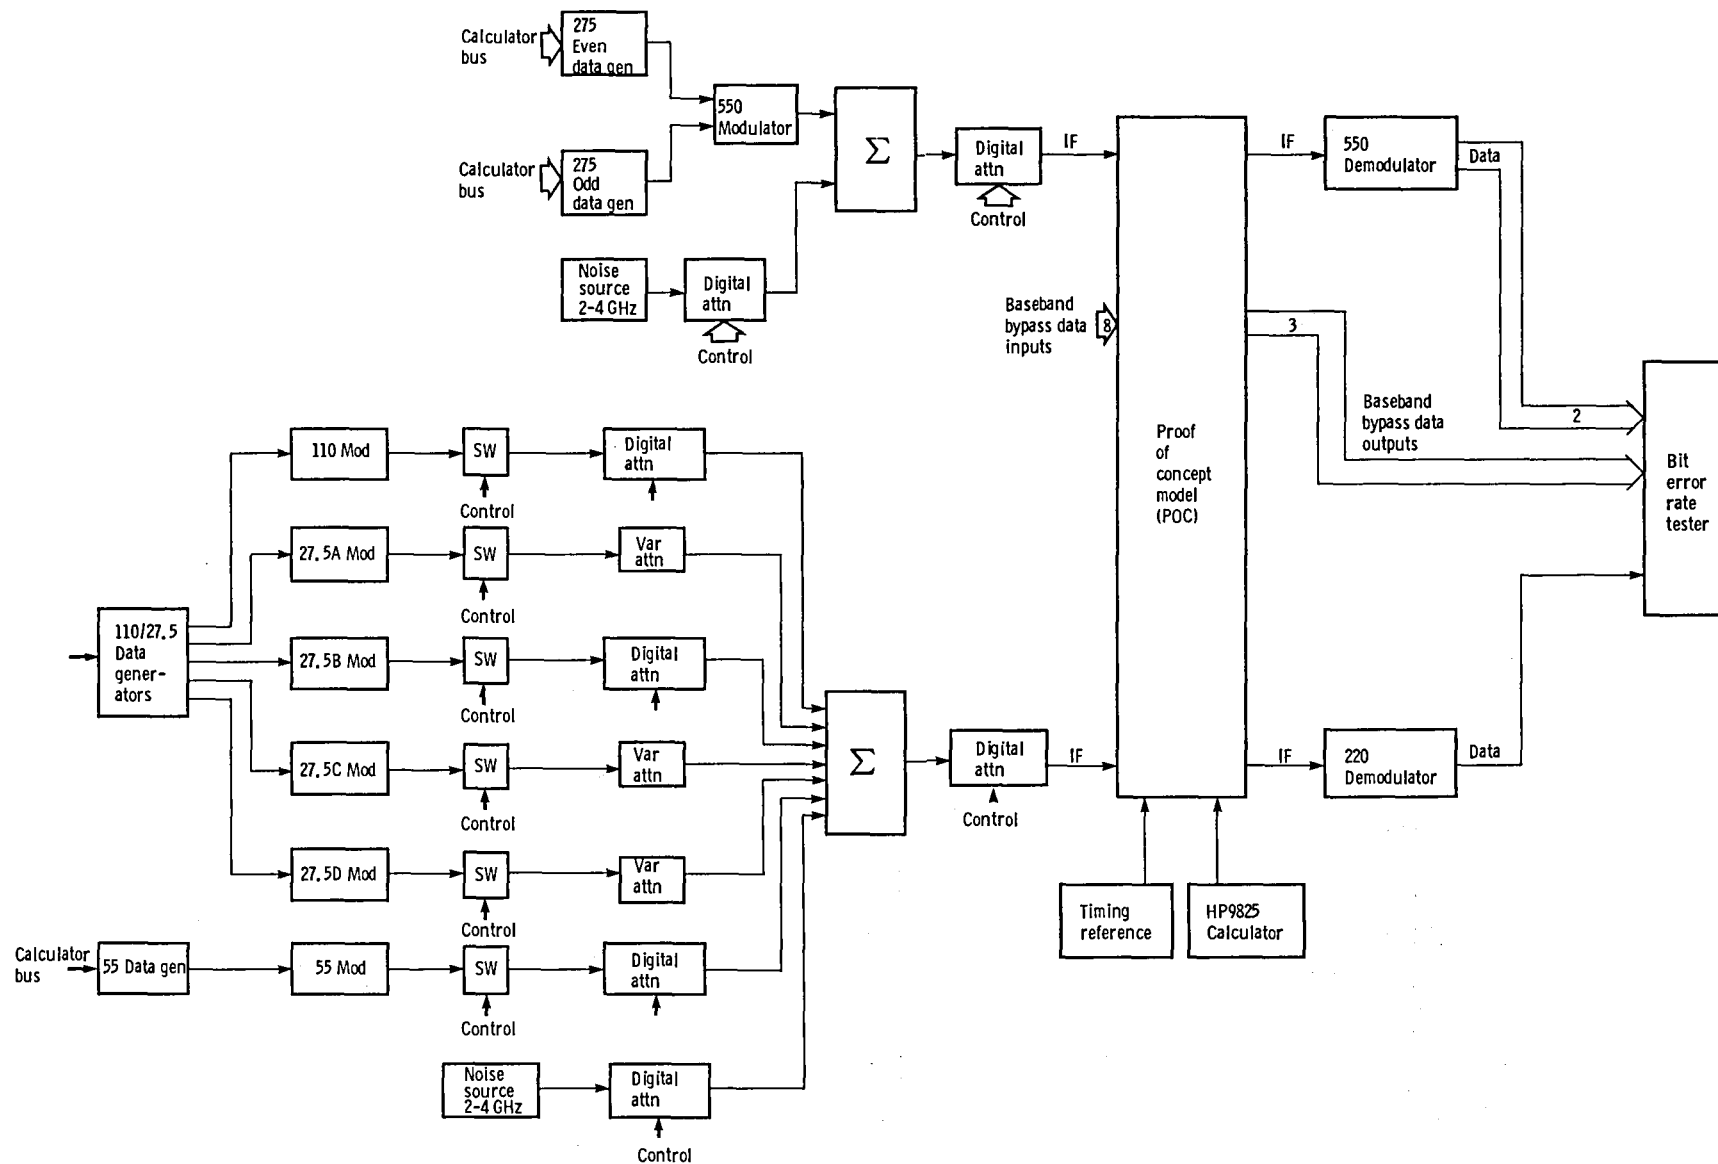 Calculator
bus
275
Even
data gen
550
Modulator
Calculator
bus
275
Odd
data gen
Σ
Digital
attn
Control
IF
IF
550
Demodulator
Data
Noise
source
2-4 GHz
Digital
attn
Control
Baseband
bypass data
inputs
8
3
Proof
of
concept
model
(POC)
Baseband
bypass data
outputs
2
Bit
error
rate
tester
110 Mod
SW
Control
Digital
attn
27.5A Mod
SW
Control
Var
attn
110/27.5
Data
gener-
ators
27.5B Mod
SW
Control
Digital
attn
27.5C Mod
SW
Control
Var
attn
Σ
Digital
attn
Control
IF
IF
220
Demodulator
Data
27.5D Mod
SW
Control
Var
attn
Timing
reference
HP9825
Calculator
Calculator
bus
55 Data gen
55 Mod
SW
Control
Digital
attn
Noise
source
2-4 GHz
Digital
attn
Control